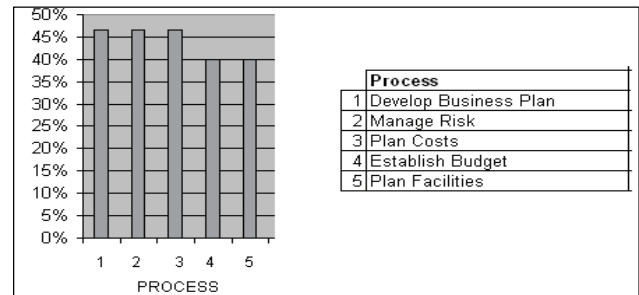 50%
45%
40%
35%
30%
25%
20%
15%
10%
5%
0%
1 2 3 4 5
PROCESS
Process
1 Develop Business Plan
2 Manage Risk
3 Plan Costs
4 Establish Budget
5 Plan Facilities